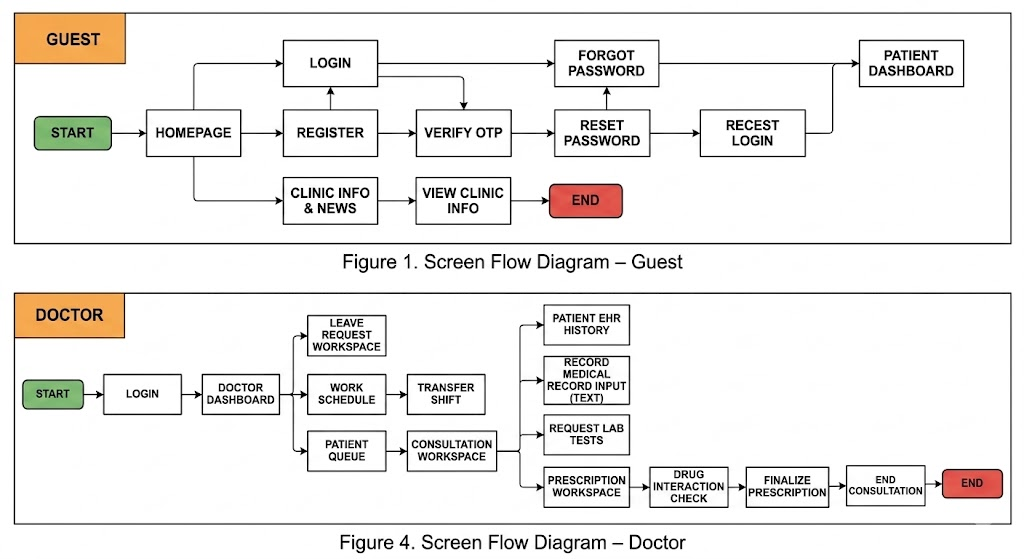 GUEST
LOGIN
FORGOT
PASSWORD
PATIENT
DASHBOARD
START
HOMEPAGE
REGISTER
VERIFY OTP
RESET
PASSWORD
RECEST
LOGIN
CLINIC INFO
& NEWS
VIEW CLINIC
INFO
END
Figure 1. Screen Flow Diagram – Guest
DOCTOR
LEAVE
REQUEST
WORKSPACE
PATIENT EHR
HISTORY
START
LOGIN
DOCTOR
DASHBOARD
WORK
SCHEDULE
TRANSFER
SHIFT
RECORD
MEDICAL
RECORD INPUT
(TEXT)
PATIENT
QUEUE
CONSULTATION
WORKSPACE
REQUEST LAB
TESTS
PRESCRIPTION
WORKSPACE
DRUG
INTERACTION
CHECK
FINALIZE
PRESCRIPTION
END
CONSULTATION
END
Figure 4. Screen Flow Diagram – Doctor